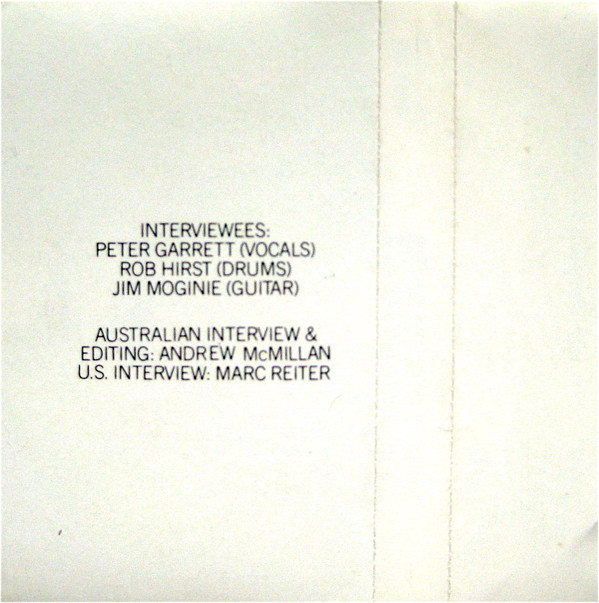 INTERVIEWEES:
PETER GARRETT (VOCALS)
ROB HIRST (DRUMS)
JIM MOGINIE (GUITAR)
AUSTRALIAN INTERVIEW &
EDITING: ANDREW McMILLAN
U.S. INTERVIEW: MARC REITER